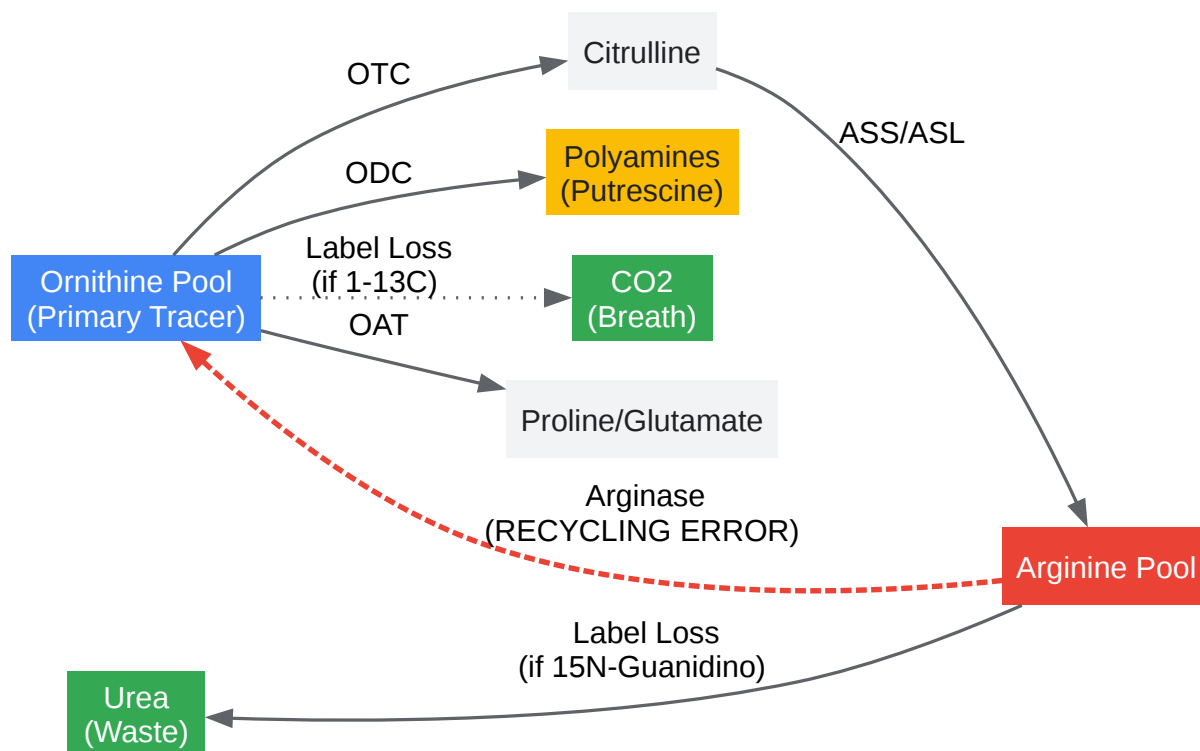 Citrulline
OTC
ASS/ASL
Polyamines
(Putrescine)
ODC
Label Loss
(if 1-13C)
Ornithine Pool
(Primary Tracer)
CO2
(Breath)
OAT
Proline/Glutamate
Arginase
(RECYCLING ERROR)
Arginine Pool
Label Loss
(if 15N-Guanidino)
Urea
(Waste)